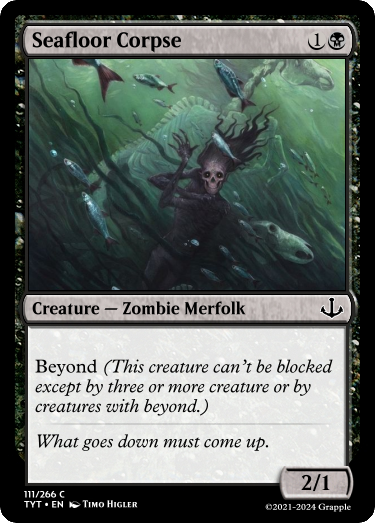 Seafloor Corpse 1
Creature — Zombie Merfolk
Beyond (This creature can't be blocked
except by three or more creature or by
creatures with beyond.)
What goes down must come up.
2/1
111/266 C
TYT • EN Timo Higler
©2021-2024 Grapple